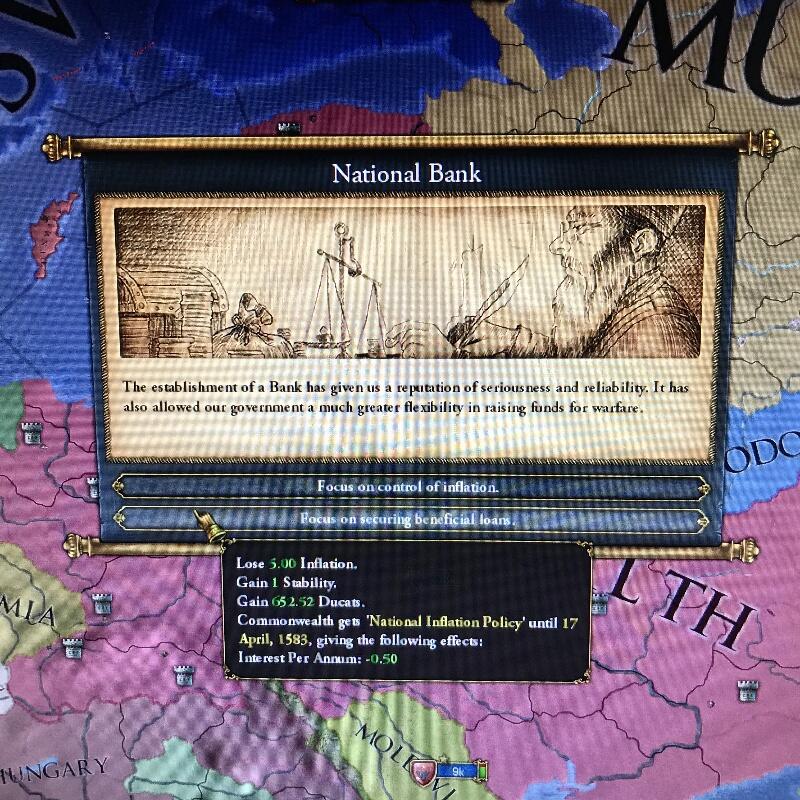 MU
National Bank
The establishment of a Bank has given us a reputation of seriousness and reliability. It has
also allowed our government a much greater flexibility in raising funds for warfare.
Focus on control of inflation.
Focus on securing beneficial loans.
ODO
Lose 5.00 Inflation.
Gain 1 Stability.
Gain 652.52 Ducats.
Commonwealth gets 'National Inflation Policy' until 17
April, 1583, giving the following effects:
Interest Per Annum: -0.50
MIA
LTH
HUNGARY
MOL
9k